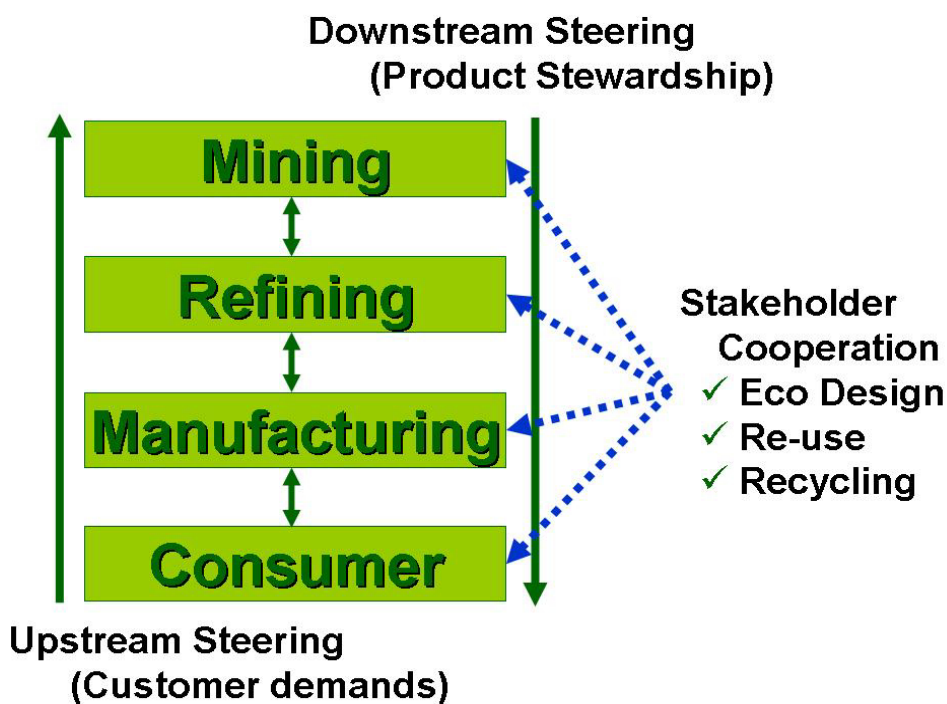 Downstream Steering
(Product Stewardship)
Mining
Refining
Manufacturing
Consumer
Stakeholder
Cooperation
✓ Eco Design
✓ Re-use
✓ Recycling
Upstream Steering
(Customer demands)